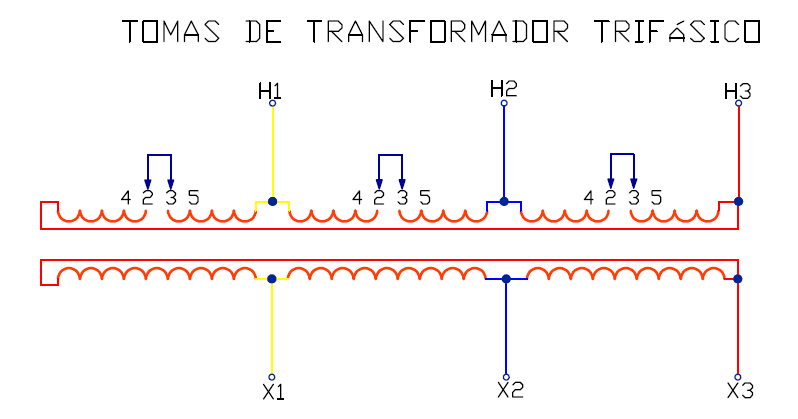 TOMAS DE TRANSFORMADOR TRIFáSICO
H1 H2 H3
4 2 3 5 4 2 3 5 4 2 3 5
X1 X2 X3